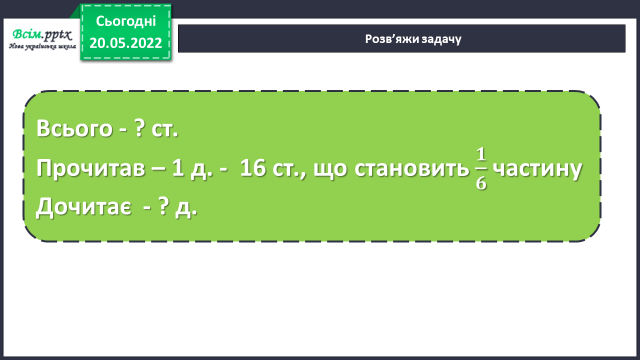 Всім.pptx
Нова українська школа
Сьогодні
20.05.2022
Розв’яжи задачу
Всього - ? ст.
Прочитав – 1 д. - 16 ст., що становить 1/6 частину
Дочитає - ? д.